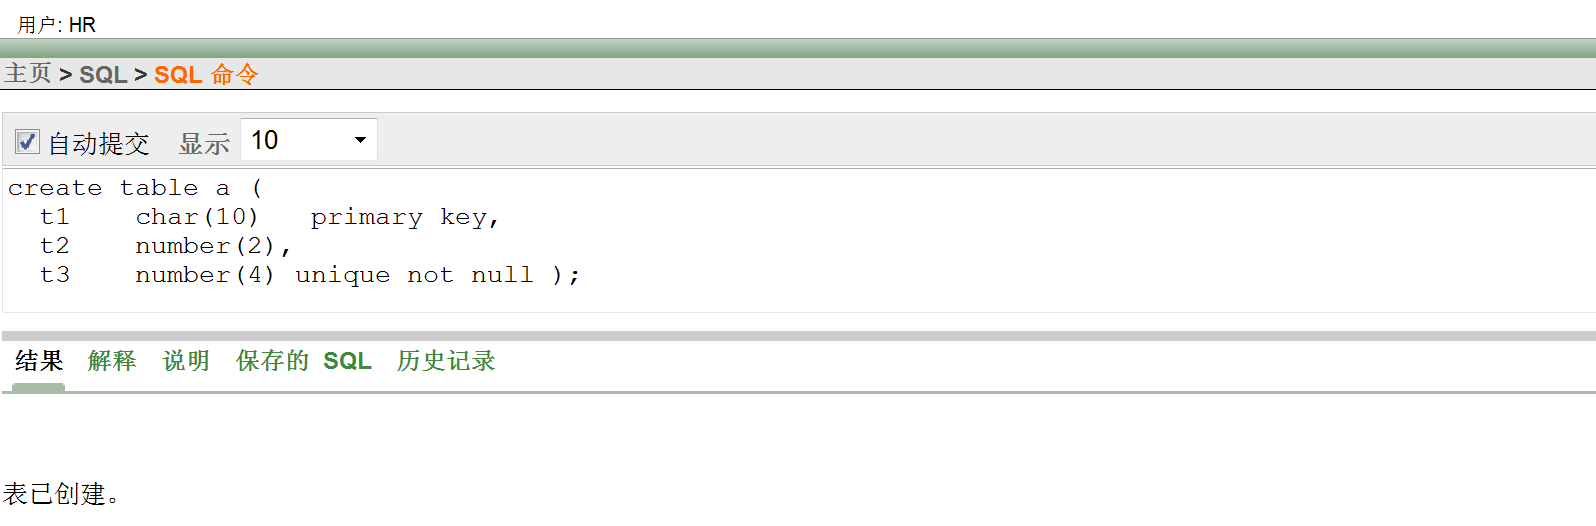 用户: HR
主页 > SQL > SQL 命令
自动提交 显示 10
create table a (
  t1    char(10)   primary key,
  t2    number(2),
  t3    number(4) unique not null );
结果 解释 说明 保存的 SQL 历史记录
表已创建。